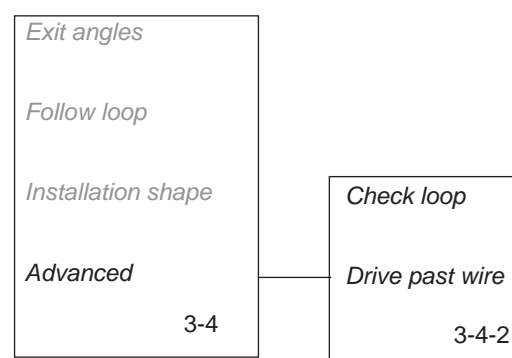 Exit angles
Follow loop
Installation shape
Advanced
3-4
Check loop
Drive past wire
3-4-2